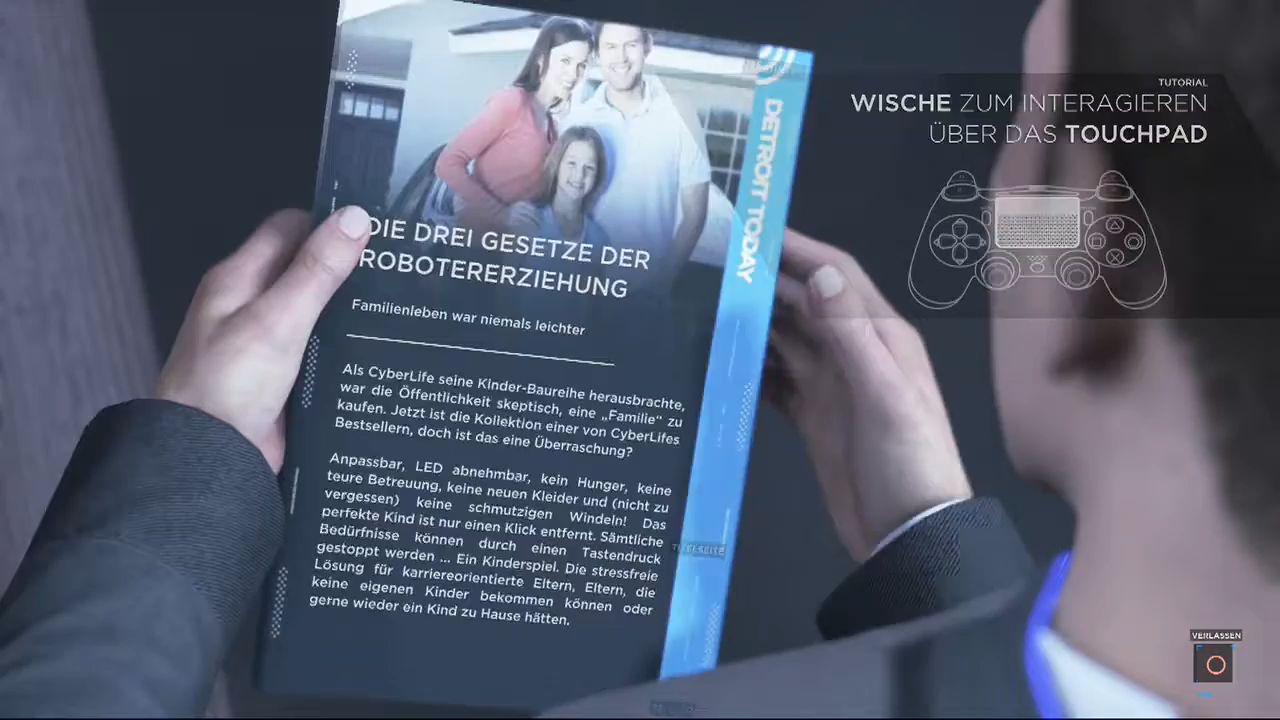 TUTORIAL
WISCHE ZUM INTERAGIEREN
ÜBER DAS TOUCHPAD
DETROIT TODAY
DIE DREI GESETZE DER
ROBOTERERZIEHUNG
Familienleben war niemals leichter
Als CyberLife seine Kinder-Baureihe herausbrachte,
war die Öffentlichkeit skeptisch, eine „Familie“ zu
kaufen. Jetzt ist die Kollektion einer von CyberLifes
Bestsellern, doch ist das eine Überraschung?
Anpassbar, LED abnehmbar, kein Hunger, keine
teure Betreuung, keine neuen Kleider und (nicht zu
vergessen) keine schmutzigen Windeln! Das
perfekte Kind ist nur einen Klick entfernt. Sämtliche
Bedürfnisse können durch einen Tastendruck
gestoppt werden ... Ein Kinderspiel. Die stressfreie
Lösung für karriereorientierte Eltern, Eltern, die
keine eigenen Kinder bekommen können oder
gerne wieder ein Kind zu Hause hätten.
TITELSEITE
VERLASSEN